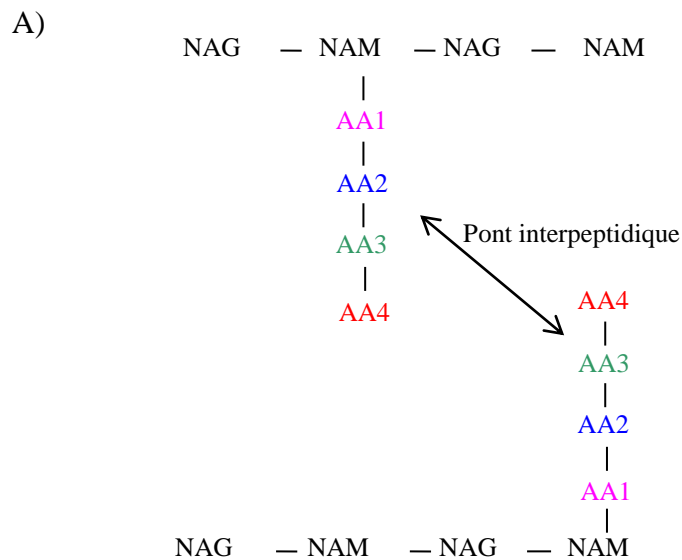 A)
NAG — NAM — NAG — NAM
AA1
AA2
Pont interpeptidique
AA3
AA4
AA4
AA3
AA2
AA1
NAG — NAM — NAG — NAM